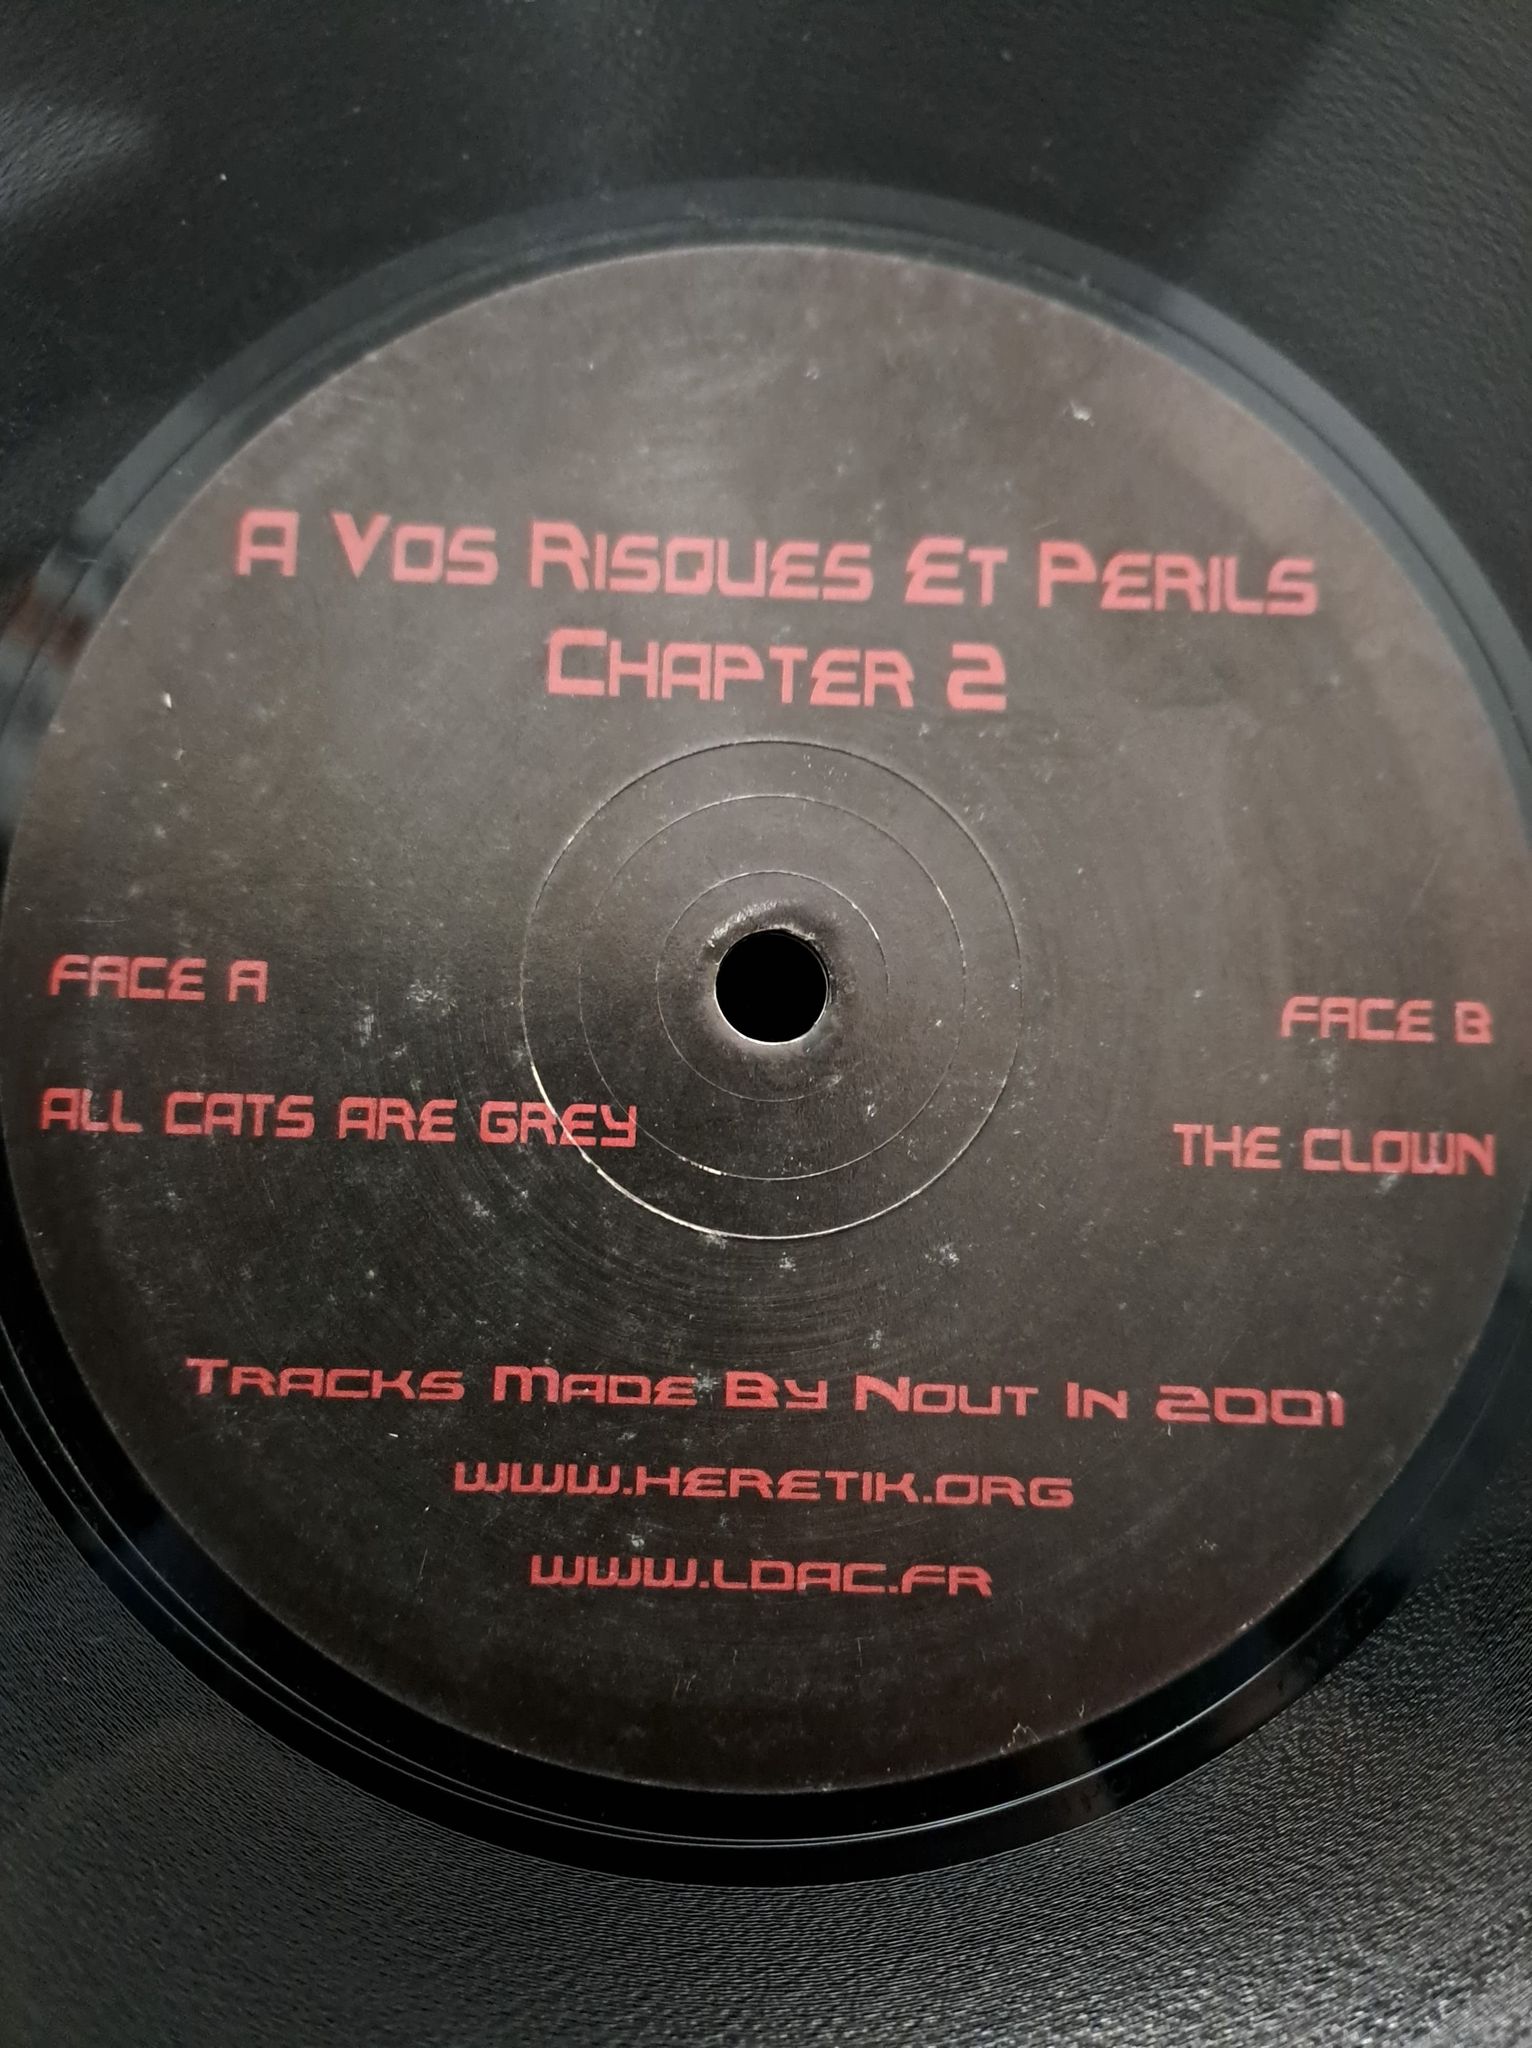 A Vos Risques Et Perils
Chapter 2
FACE A
FACE B
ALL CATS ARE GREY
THE CLOWN
Tracks Made By Nout In 2001
WWW.HERETIK.ORG
WWW.LDAC.FR